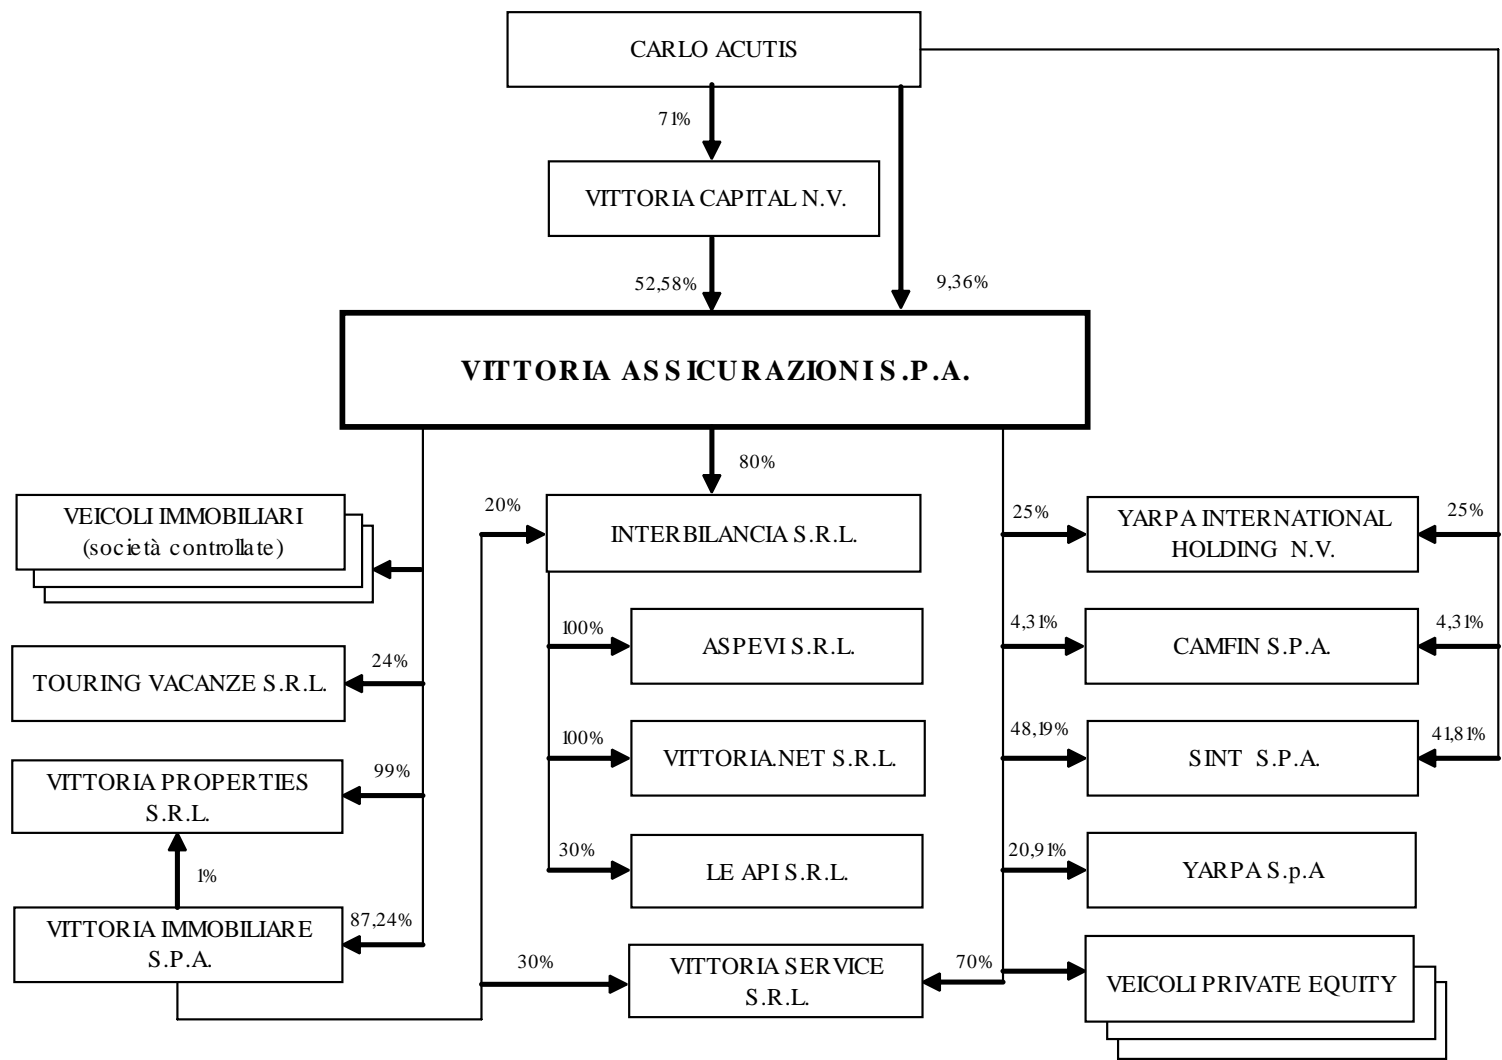 CARLO ACUTIS
71%
VITTORIA CAPITAL N.V.
52,58%
9,36%
VITTORIA ASSICURAZIONI S.P.A.
80%
VEICOLI IMMOBILIARI
(società controllate)
20%
INTERBILANCIA S.R.L.
25%
YARPA INTERNATIONAL
HOLDING N.V.
25%
TOURING VACANZE S.R.L.
24%
100%
ASPEVI S.R.L.
4,31%
CAMFIN S.P.A.
4,31%
VITTORIA PROPERTIES
S.R.L.
99%
100%
VITTORIA.NET S.R.L.
48,19%
SINT S.P.A.
41,81%
1%
30%
LE API S.R.L.
20,91%
YARPA S.p.A
VITTORIA IMMOBILIARE
S.P.A.
87,24%
30%
VITTORIA SERVICE
S.R.L.
70%
VEICOLI PRIVATE EQUITY